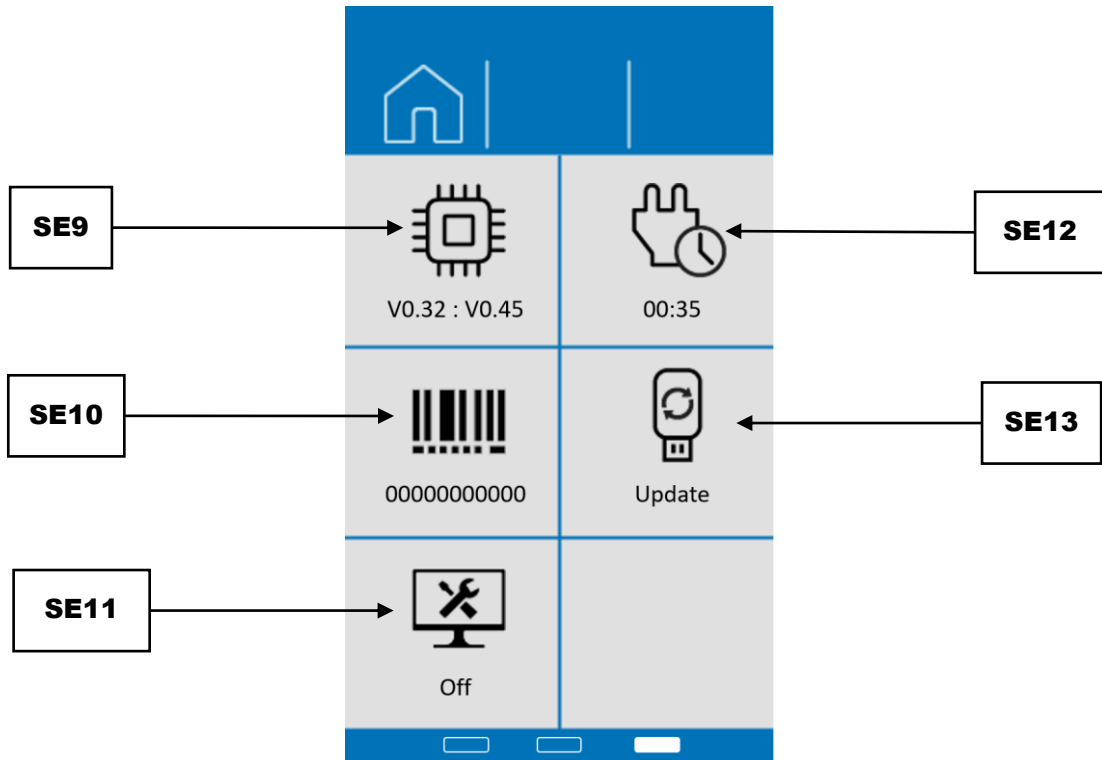 SE9
SE12
V0.32 : V0.45
00:35
SE10
SE13
00000000000
Update
SE11
Off